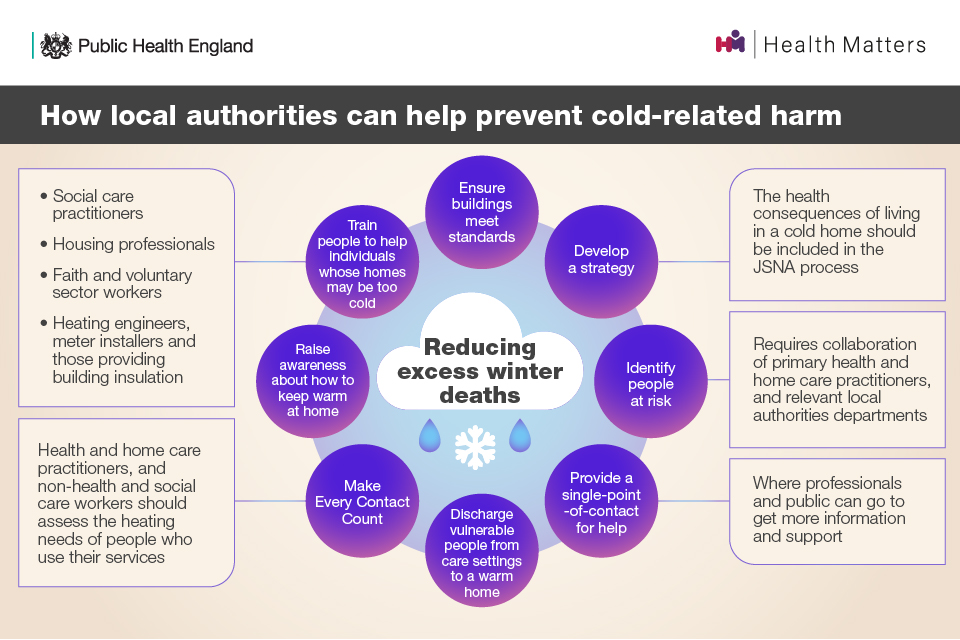 Public Health England
Health Matters
How local authorities can help prevent cold-related harm
• Social care
practitioners
• Housing professionals
• Faith and voluntary
sector workers
• Heating engineers,
meter installers and
those providing
building insulation
Health and home care
practitioners, and
non-health and social
care workers should
assess the heating
needs of people who
use their services
Ensure
buildings
meet
standards
Develop
a strategy
Identify
people
at risk
Provide a
single-point
-of-contact
for help
Discharge
vulnerable
people from
care settings
to a warm
home
Make
Every Contact
Count
Raise
awareness
about how to
keep warm
at home
Train
people to help
individuals
whose homes
may be too
cold
Reducing
excess winter
deaths
The health
consequences of living
in a cold home should
be included in the
JSNA process
Requires collaboration
of primary health and
home care practitioners,
and relevant local
authorities departments
Where professionals
and public can go to
get more information
and support